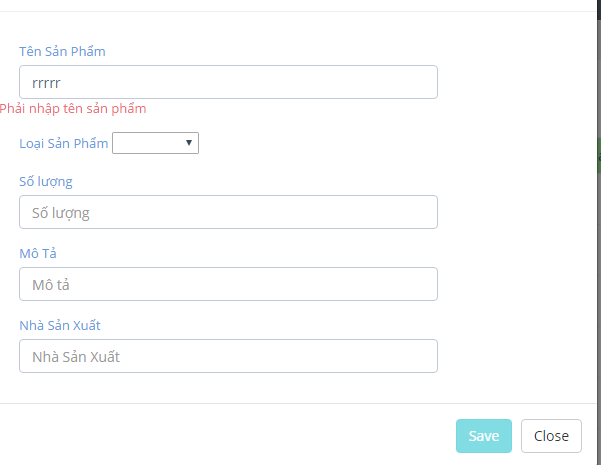 Tên Sản Phẩm
rrrrr
Phải nhập tên sản phẩm
Loại Sản Phẩm
Số lượng
Số lượng
Mô Tả
Mô tả
Nhà Sản Xuất
Nhà Sản Xuất
Save Close